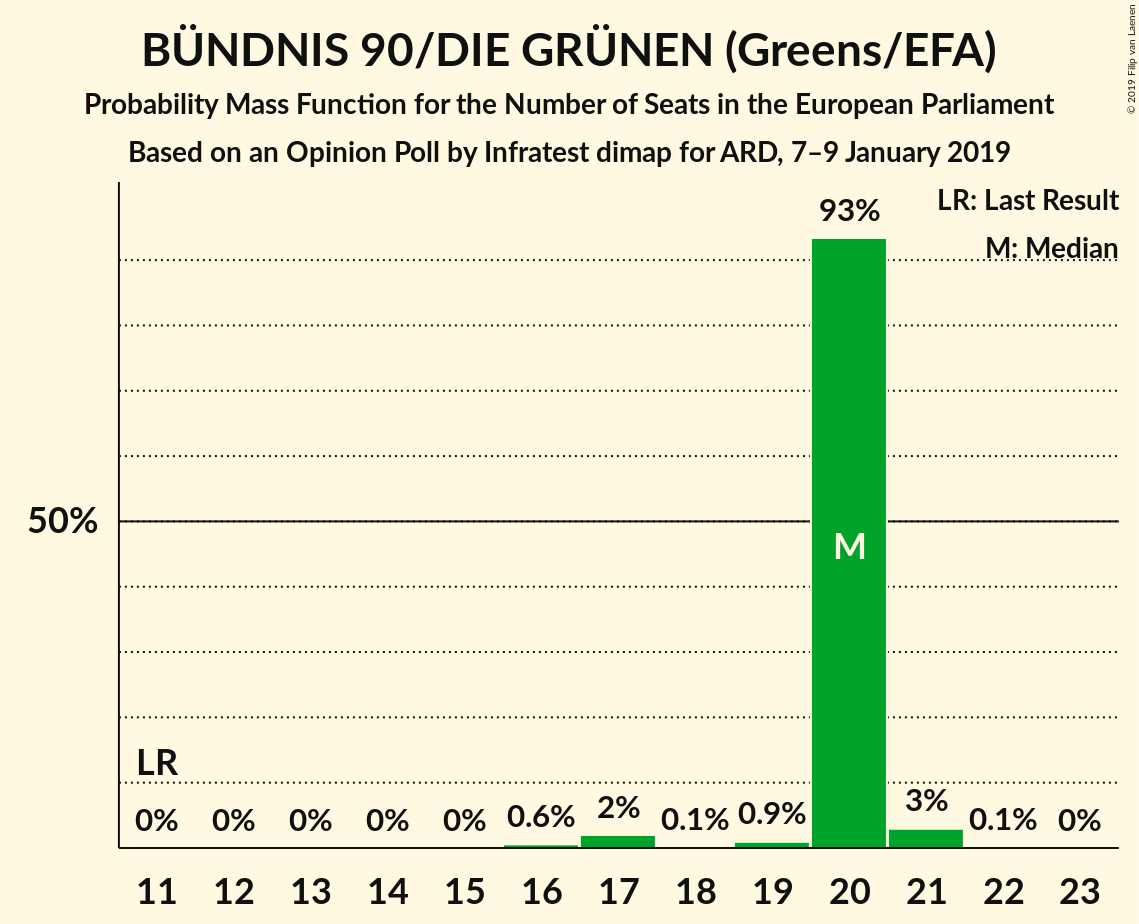 BÜNDNIS 90/DIE GRÜNEN (Greens/EFA)
Probability Mass Function for the Number of Seats in the European Parliament
Based on an Opinion Poll by Infratest dimap for ARD, 7–9 January 2019
© 2019 Filip van Laenen
LR: Last Result
M: Median
93%
50%
M
LR
0% 0% 0% 0% 0% 0.6% 2% 0.1% 0.9% 3% 0.1% 0%
11 12 13 14 15 16 17 18 19 20 21 22 23